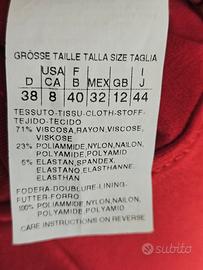 GRÖSSE TAILLE TALLA SIZE TAGLIA
USA F I
D CA B MEX GB J
38 8 40 32 12 44
TESSUTO-TISSU-CLOTH-STOFF-
TEJIDO-TECIDO
71% VISCOSA,RAYON,VISCOSE,
VISKOSE
23% POLIAMIDE,NYLON,NAILON,
POLYAMIDE,POLYAMID
6% ELASTAN,SPANDEX,
ELASTANO,ELASTHANNE,
ELASTHAN
FODERA-DOUBLURE-LINING-
FUTTER-FORRO
100% POLIAMIDE,NYLON,NAILON,
POLYAMIDE,POLYAMID
CARE INSTRUCTIONS ON REVERSE
subito